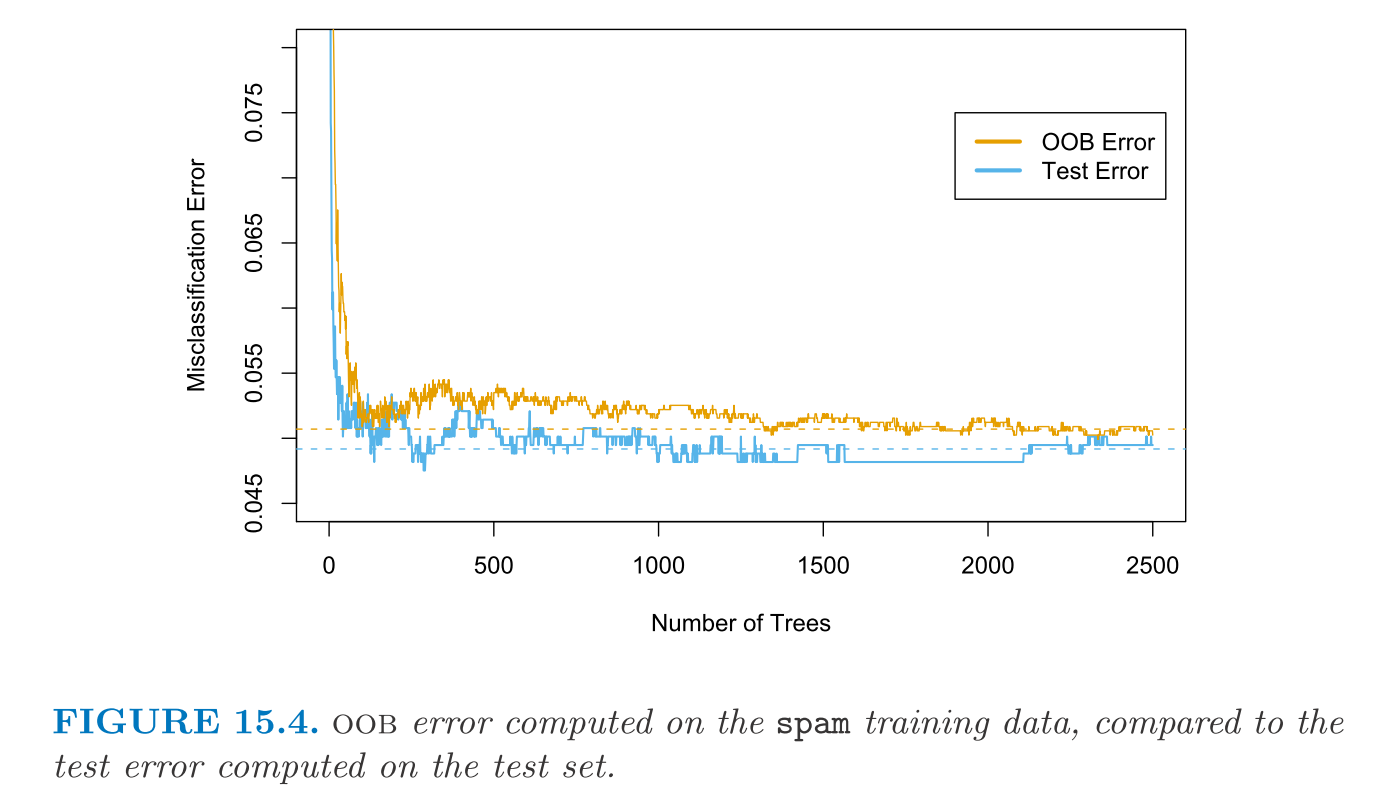 0.075
0.065
0.055
0.045
Misclassification Error
OOB Error
Test Error
0 500 1000 1500 2000 2500
Number of Trees
FIGURE 15.4. OOB error computed on the spam training data, compared to the
test error computed on the test set.